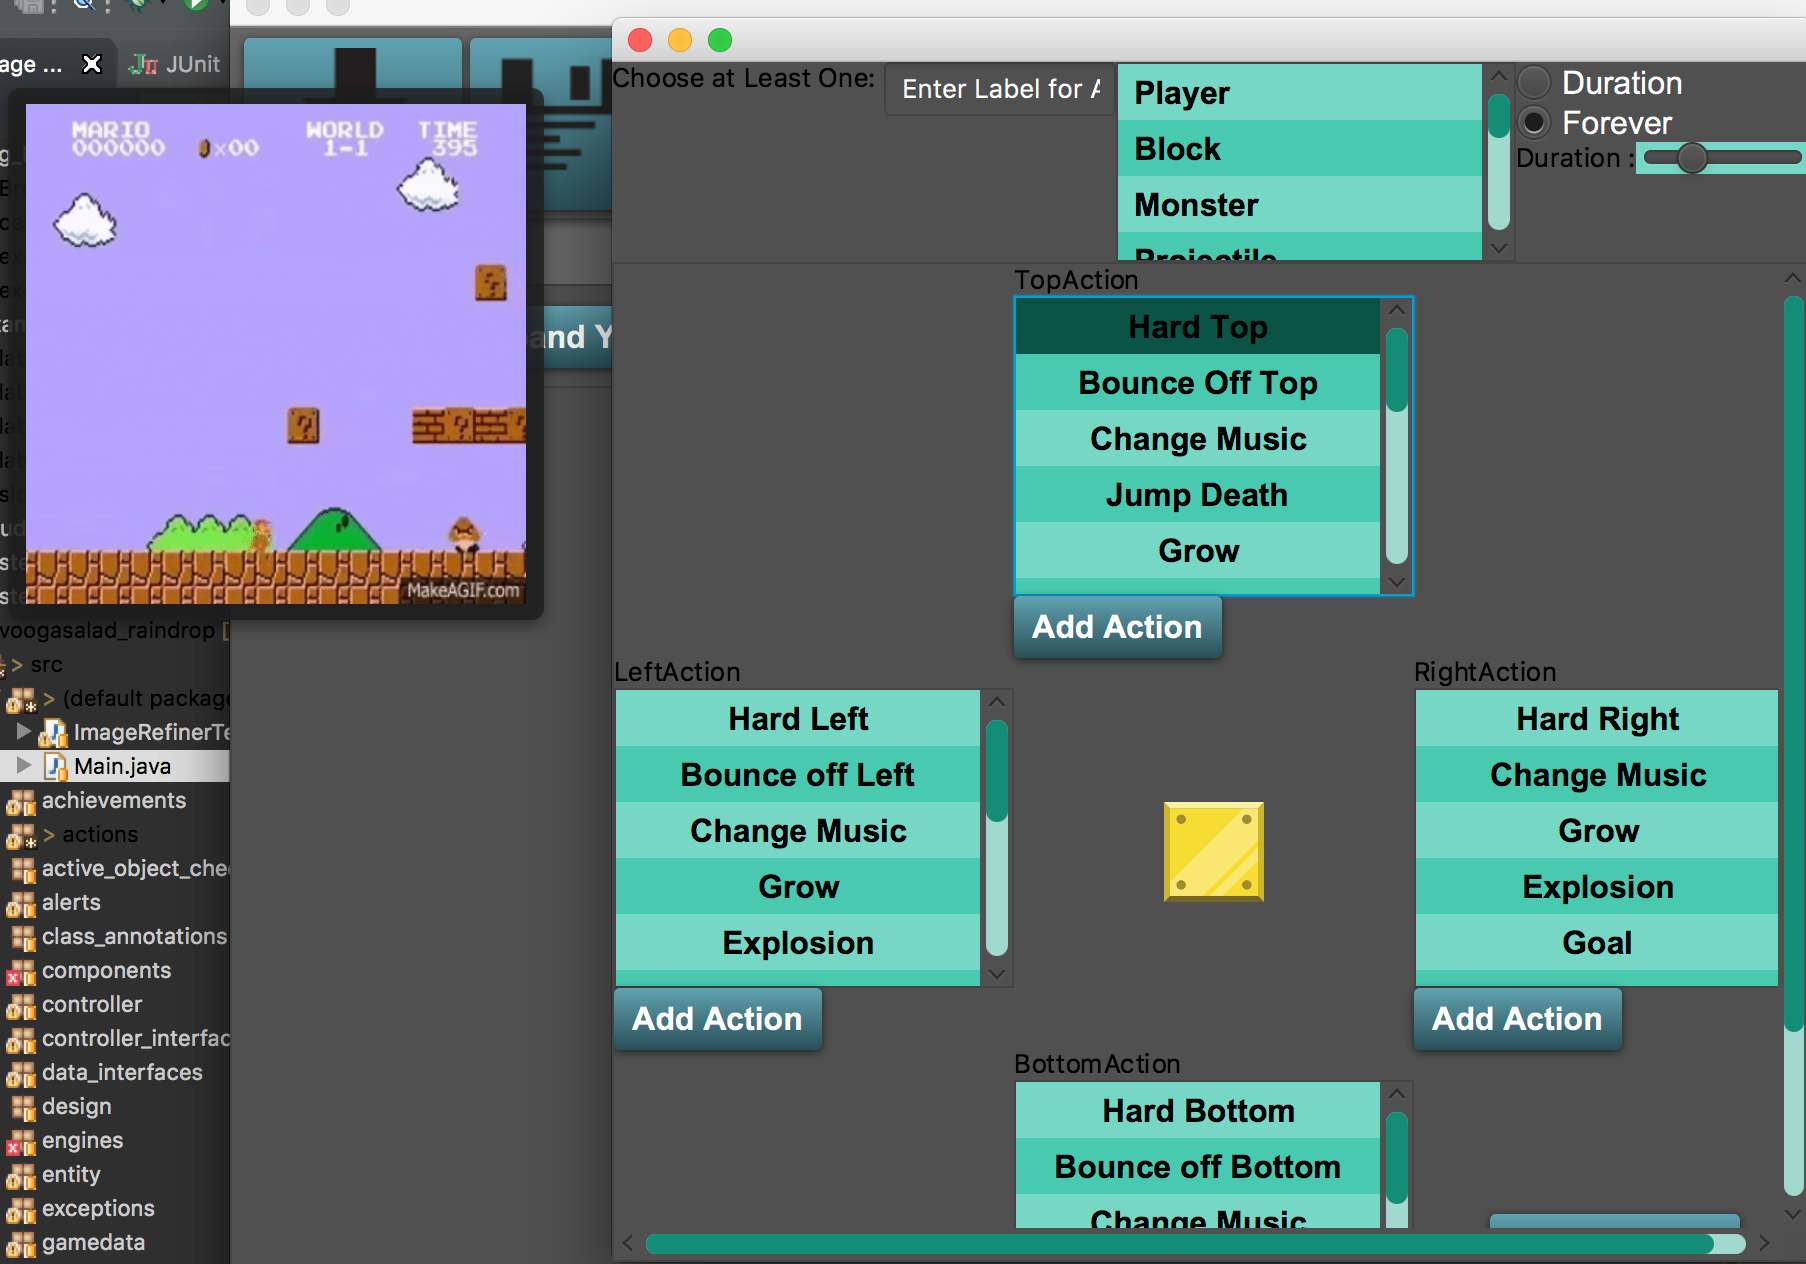 age ...
JUnit
MARIO
000000
×00
WORLD
1-1
TIME
395
MakeAGIF.com
and Y
voogasalad_raindrop [
> src
> (default package
ImageRefinerTe
Main.java
achievements
> actions
active_object_che
alerts
class_annotations
components
controller
controller_interfac
data_interfaces
design
engines
entity
exceptions
gamedata
Choose at Least One:
Enter Label for A
Player
Block
Monster
Projectile
Duration
Forever
Duration :
TopAction
Hard Top
Bounce Off Top
Change Music
Jump Death
Grow
Add Action
LeftAction
Hard Left
Bounce off Left
Change Music
Grow
Explosion
Add Action
RightAction
Hard Right
Change Music
Grow
Explosion
Goal
Add Action
BottomAction
Hard Bottom
Bounce off Bottom
Change Music